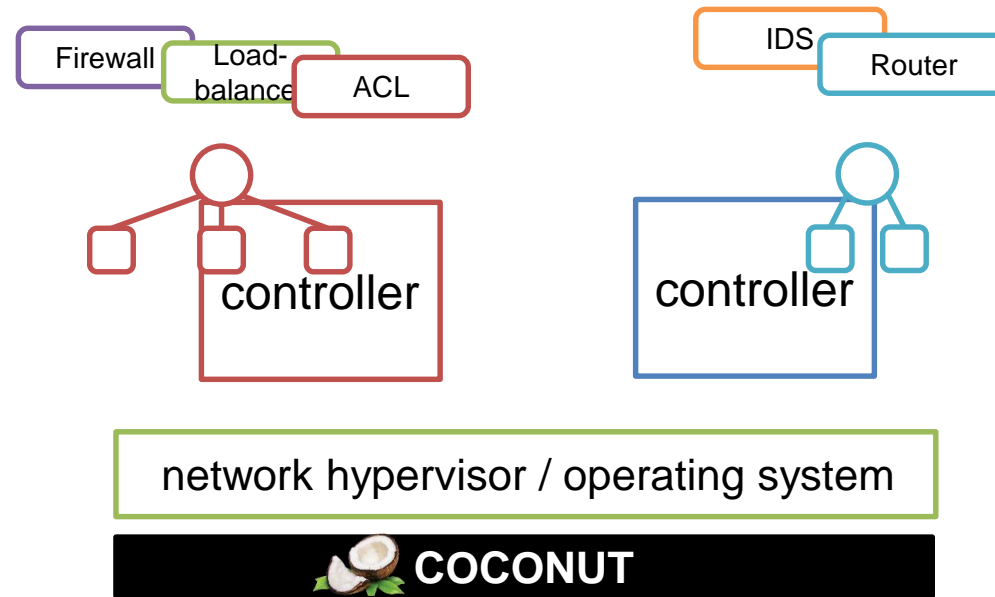 Firewall
Load-
balance
ACL
IDS
Router
controller
controller
network hypervisor / operating system
COCONUT